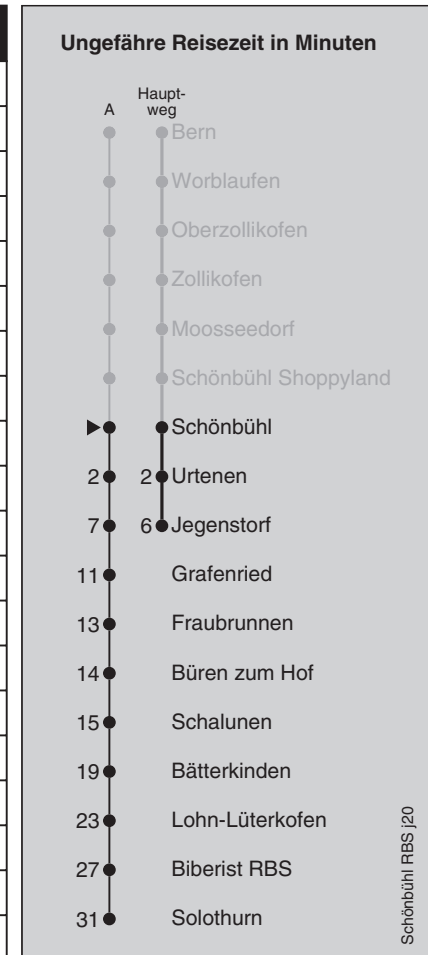 Ungefähre Reisezeit in Minuten
Haupt-
A weg
Bern
Worblaufen
Oberzollikofen
Zollikofen
Moosseedorf
Schönbühl Shoppyland
Schönbühl
2 2 Urtenen
7 6 Jegenstorf
11 Grafenried
13 Fraubrunnen
14 Büren zum Hof
15 Schalunen
19 Bätterkinden
23 Lohn-Lüterkofen
27 Biberist RBS
31 Solothurn
Schönbühl RBS j20